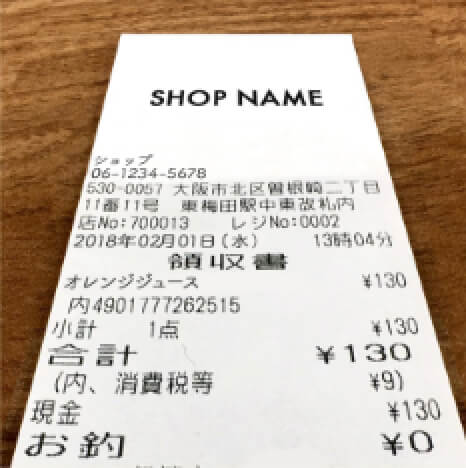 SHOP NAME
ショップ
06-1234-5678
530-0057 大阪市北区曽根崎二丁目
11番11号 東梅田駅中東改札内
店No:700013 レジNo:0002
2018年02月01日(水) 13時04分
領収書
オレンジジュース ¥130
内4901777262515
小計 1点 ¥130
合計 ¥130
(内、消費税等 ¥9)
現金 ¥130
お釣 ¥0